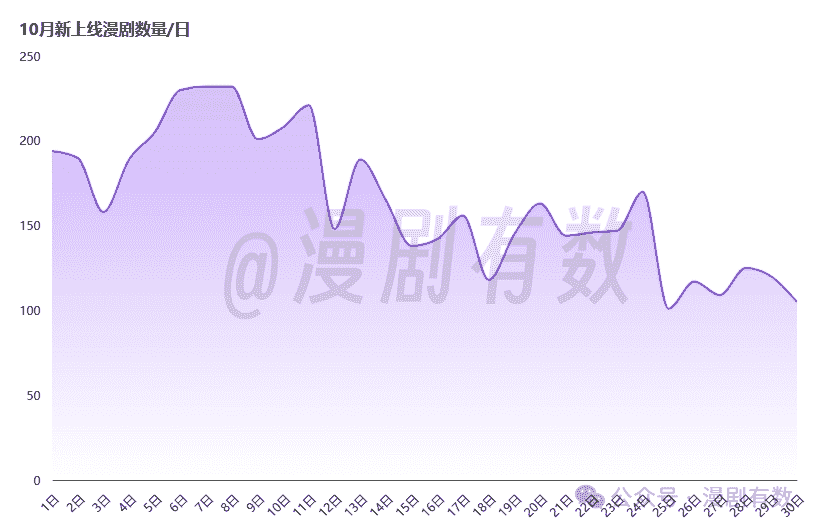 10月新上线漫剧数量/日
250
200
150
100
50
0
@漫剧有数
1日 2日 3日 4日 5日 6日 7日 8日 9日 10日 11日 12日 13日 14日 15日 16日 17日 18日 19日 20日 21日 22日 23日 24日 25日 26日 27日 28日 29日 30日
公众号 · 漫剧有数